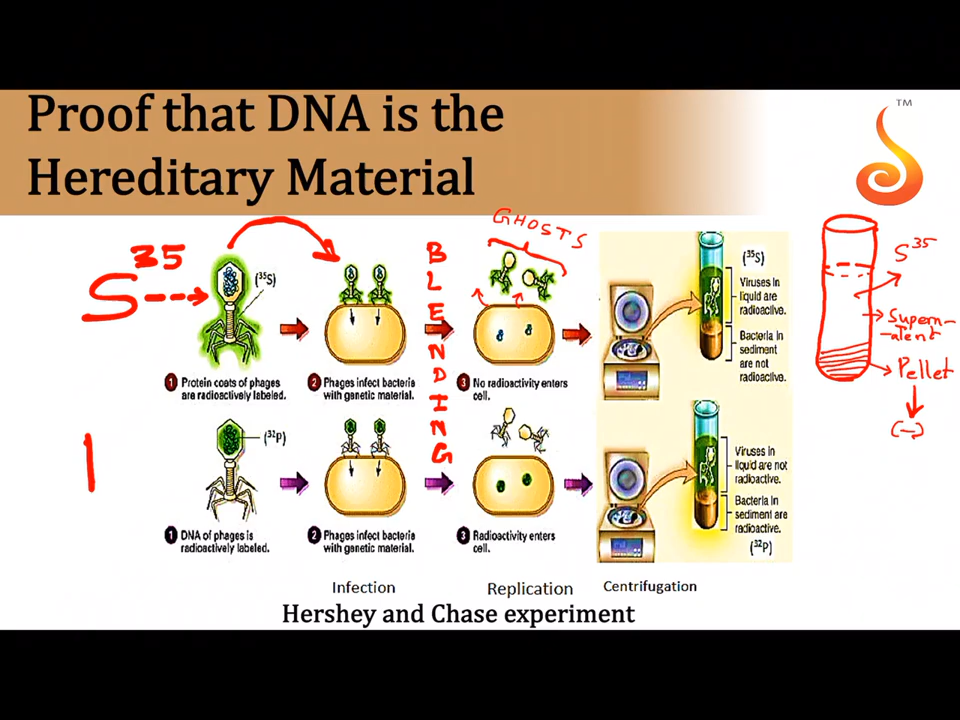 Proof that DNA is the
Hereditary Material
TM
GHOSTS
S35
(35S)
BLENDING
(35S)
Viruses in
liquid are
radioactive.
Bacteria in
sediment
are not
radioactive.
S35
Supern-
-atent
Pellet
(-)
1 Protein coats of phages
are radioactively labeled.
2 Phages infect bacteria
with genetic material.
3 No radioactivity enters
cell.
(32P)
Viruses in
liquid are not
radioactive.
Bacteria in
sediment are
radioactive.
(32P)
1 DNA of phages is
radioactively labeled.
2 Phages infect bacteria
with genetic material.
3 Radioactivity enters
cell.
Infection
Replication
Centrifugation
Hershey and Chase experiment